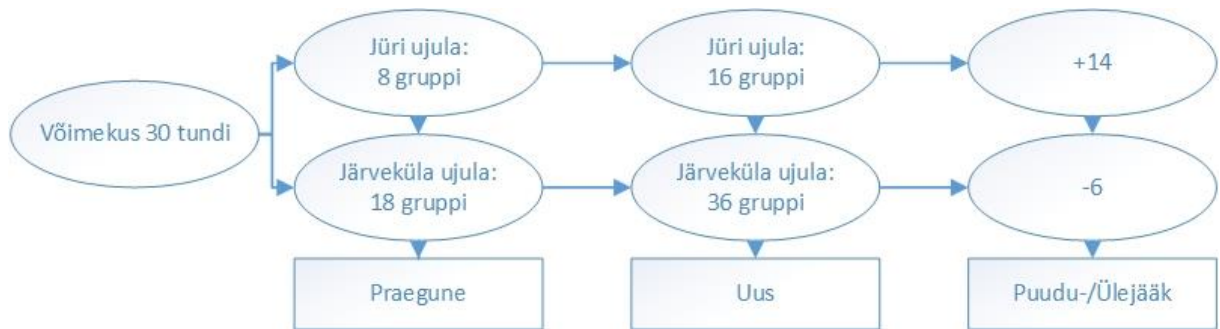 Võimekus 30 tundi
Jüri ujula:
8 gruppi
Jüri ujula:
16 gruppi
+14
Järveküla ujula:
18 gruppi
Järveküla ujula:
36 gruppi
-6
Praegune
Uus
Puudu-/Ülejääk